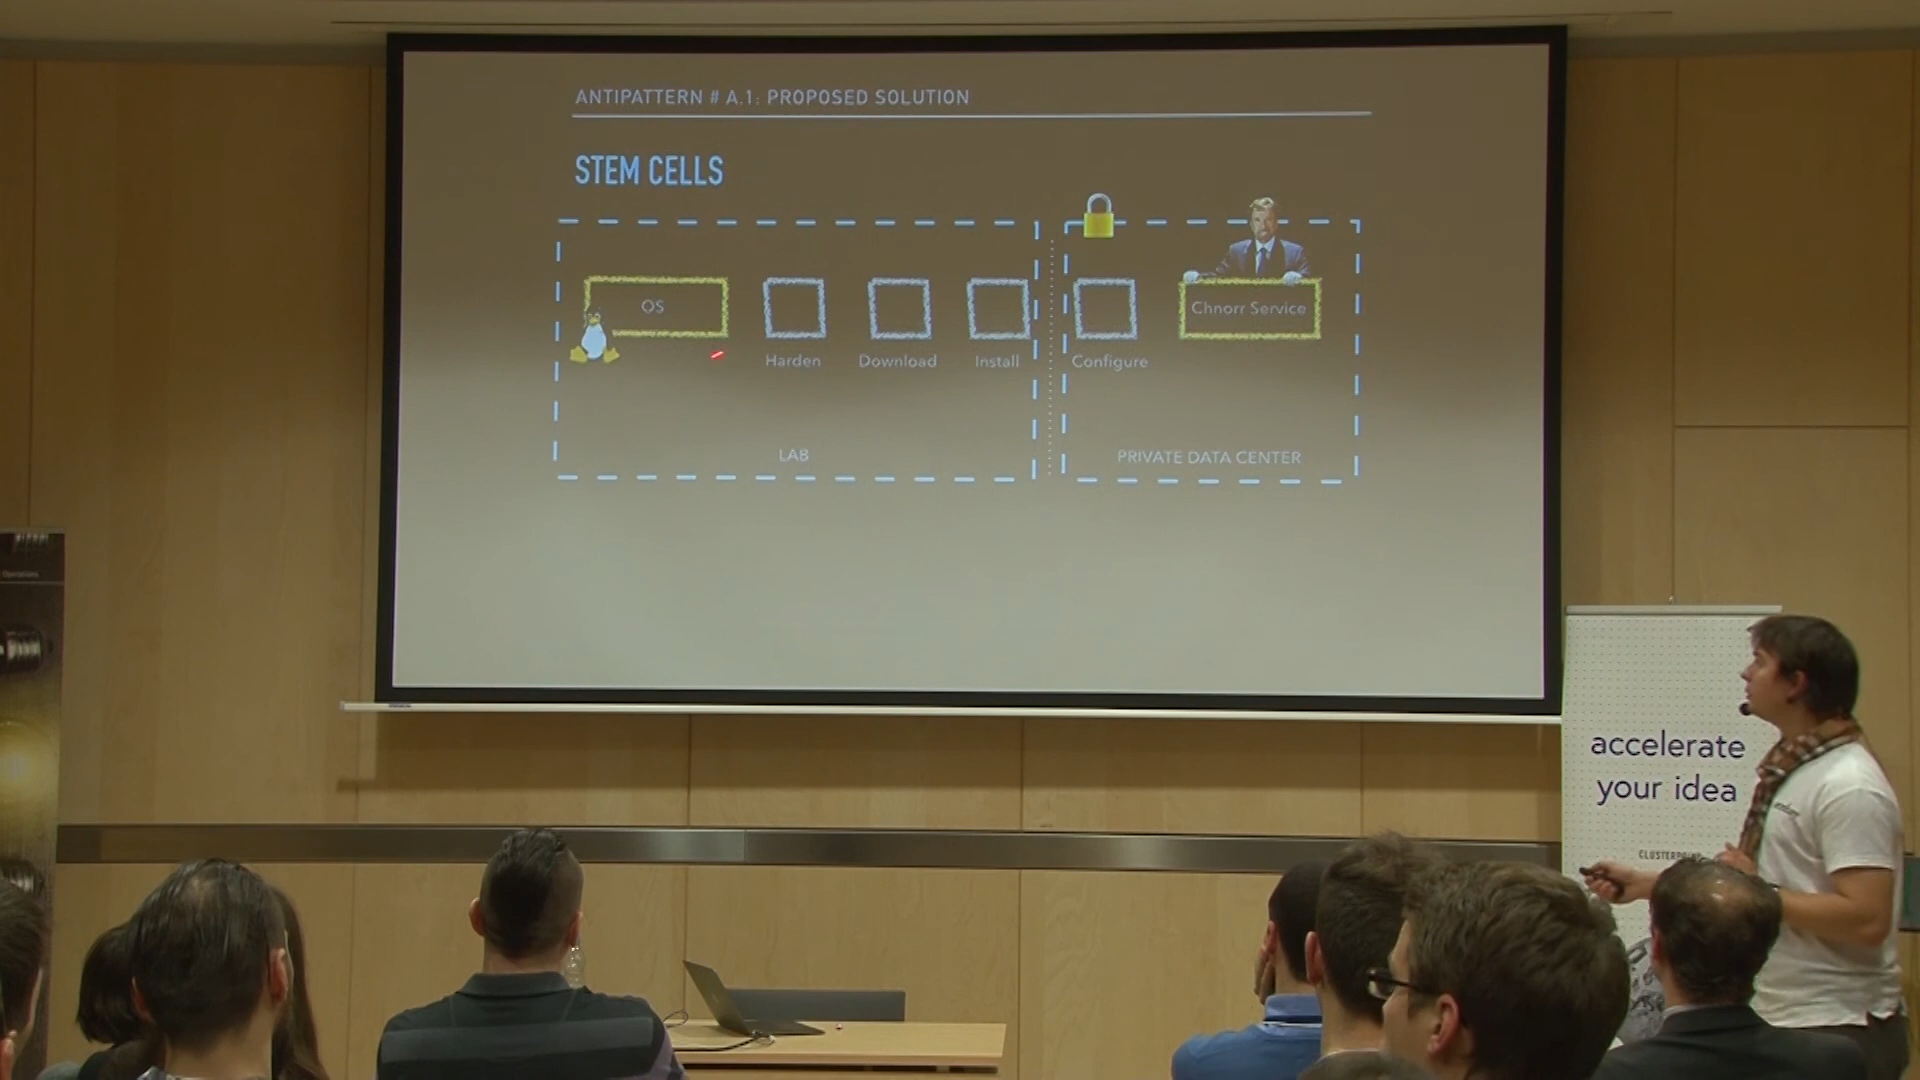 ANTIPATTERN # A.1: PROPOSED SOLUTION
STEM CELLS
OS
Chnorr Service
Harden
Download
Install
Configure
LAB
PRIVATE DATA CENTER
Operations
accelerate
your idea